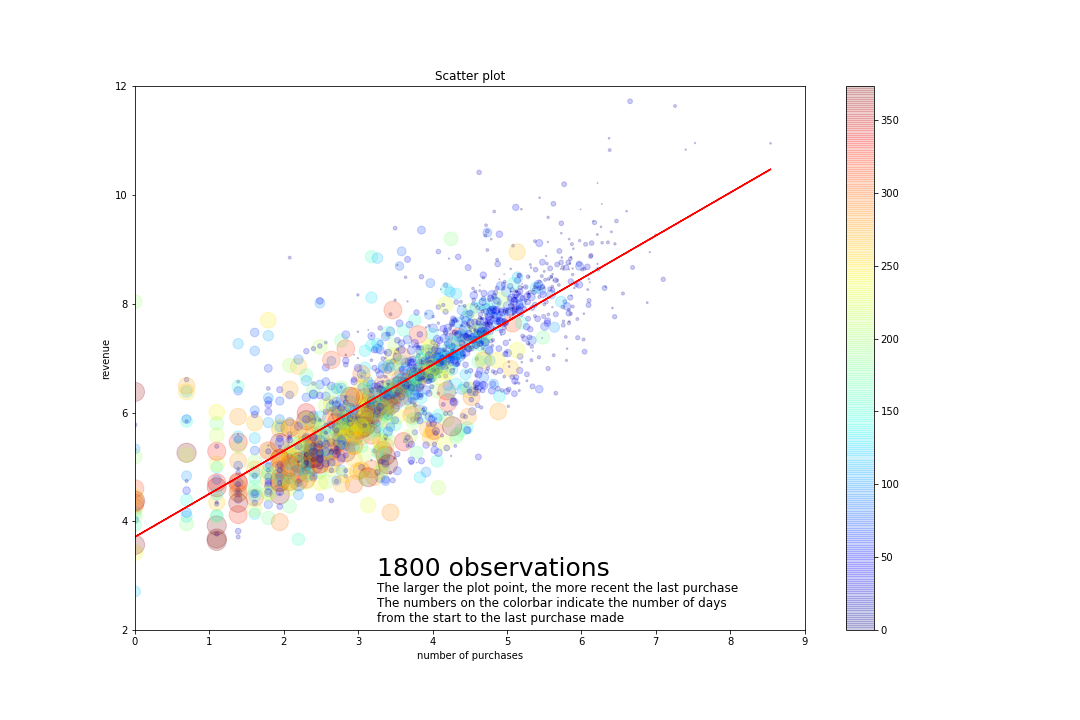 Scatter plot
12
10
8
6
4
2
revenue
0 1 2 3 4 5 6 7 8 9
number of purchases
1800 observations
The larger the plot point, the more recent the last purchase
The numbers on the colorbar indicate the number of days
from the start to the last purchase made
350
300
250
200
150
100
50
0